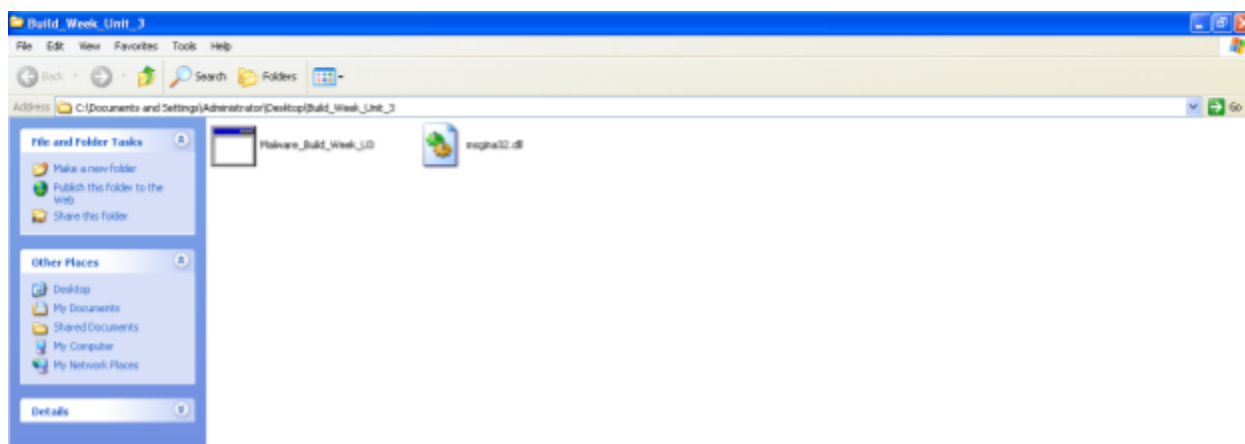 Build_Week_Unit_3
File Edit View Favorites Tools Help
Back Search Folders
Address C:\Documents and Settings\Administrator\Desktop\Build_Week_Unit_3 Go
File and Folder Tasks
Make a new folder
Publish this folder to the Web
Share this folder
Malware_Build_Week_U3
msgina32.dll
Other Places
Desktop
My Documents
Shared Documents
My Computer
My Network Places
Details